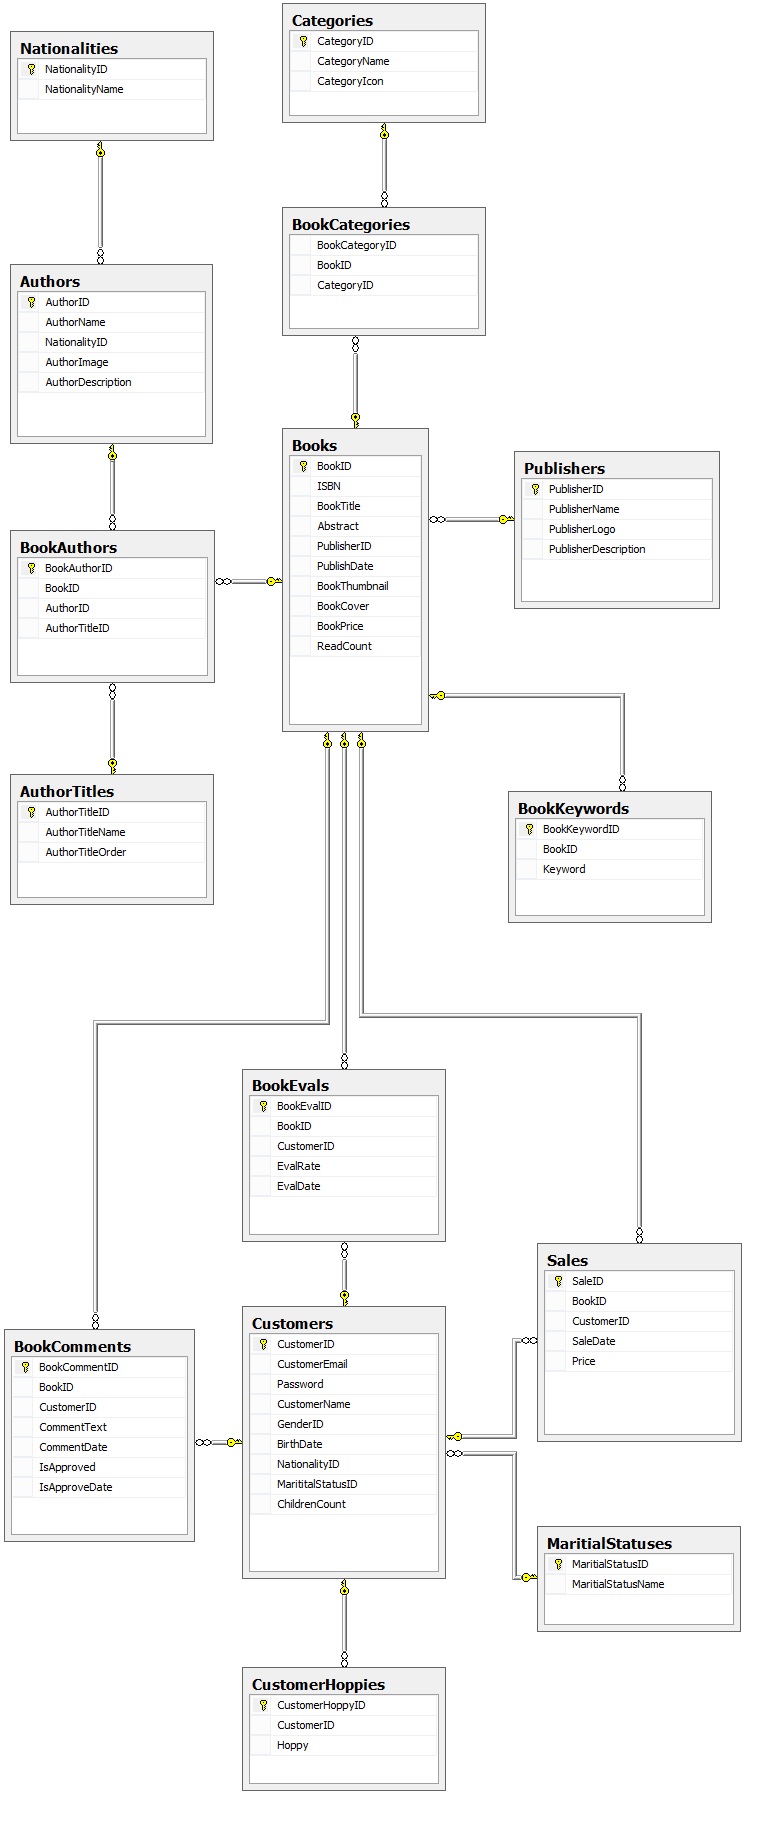 Categories
CategoryID
CategoryName
CategoryIcon
Nationalities
NationalityID
NationalityName
BookCategories
BookCategoryID
BookID
CategoryID
Authors
AuthorID
AuthorName
NationalityID
AuthorImage
AuthorDescription
Books
BookID
ISBN
BookTitle
Abstract
PublisherID
PublishDate
BookThumbnail
BookCover
BookPrice
ReadCount
Publishers
PublisherID
PublisherName
PublisherLogo
PublisherDescription
BookAuthors
BookAuthorID
BookID
AuthorID
AuthorTitleID
AuthorTitles
AuthorTitleID
AuthorTitleName
AuthorTitleOrder
BookKeywords
BookKeywordID
BookID
Keyword
BookEvals
BookEvalID
BookID
CustomerID
EvalRate
EvalDate
Sales
SaleID
BookID
CustomerID
SaleDate
Price
Customers
CustomerID
CustomerEmail
Password
CustomerName
GenderID
BirthDate
NationalityID
MarititalStatusID
ChildrenCount
BookComments
BookCommentID
BookID
CustomerID
CommentText
CommentDate
IsApproved
IsApproveDate
MaritialStatuses
MaritialStatusID
MaritialStatusName
CustomerHoppies
CustomerHoppyID
CustomerID
Hoppy